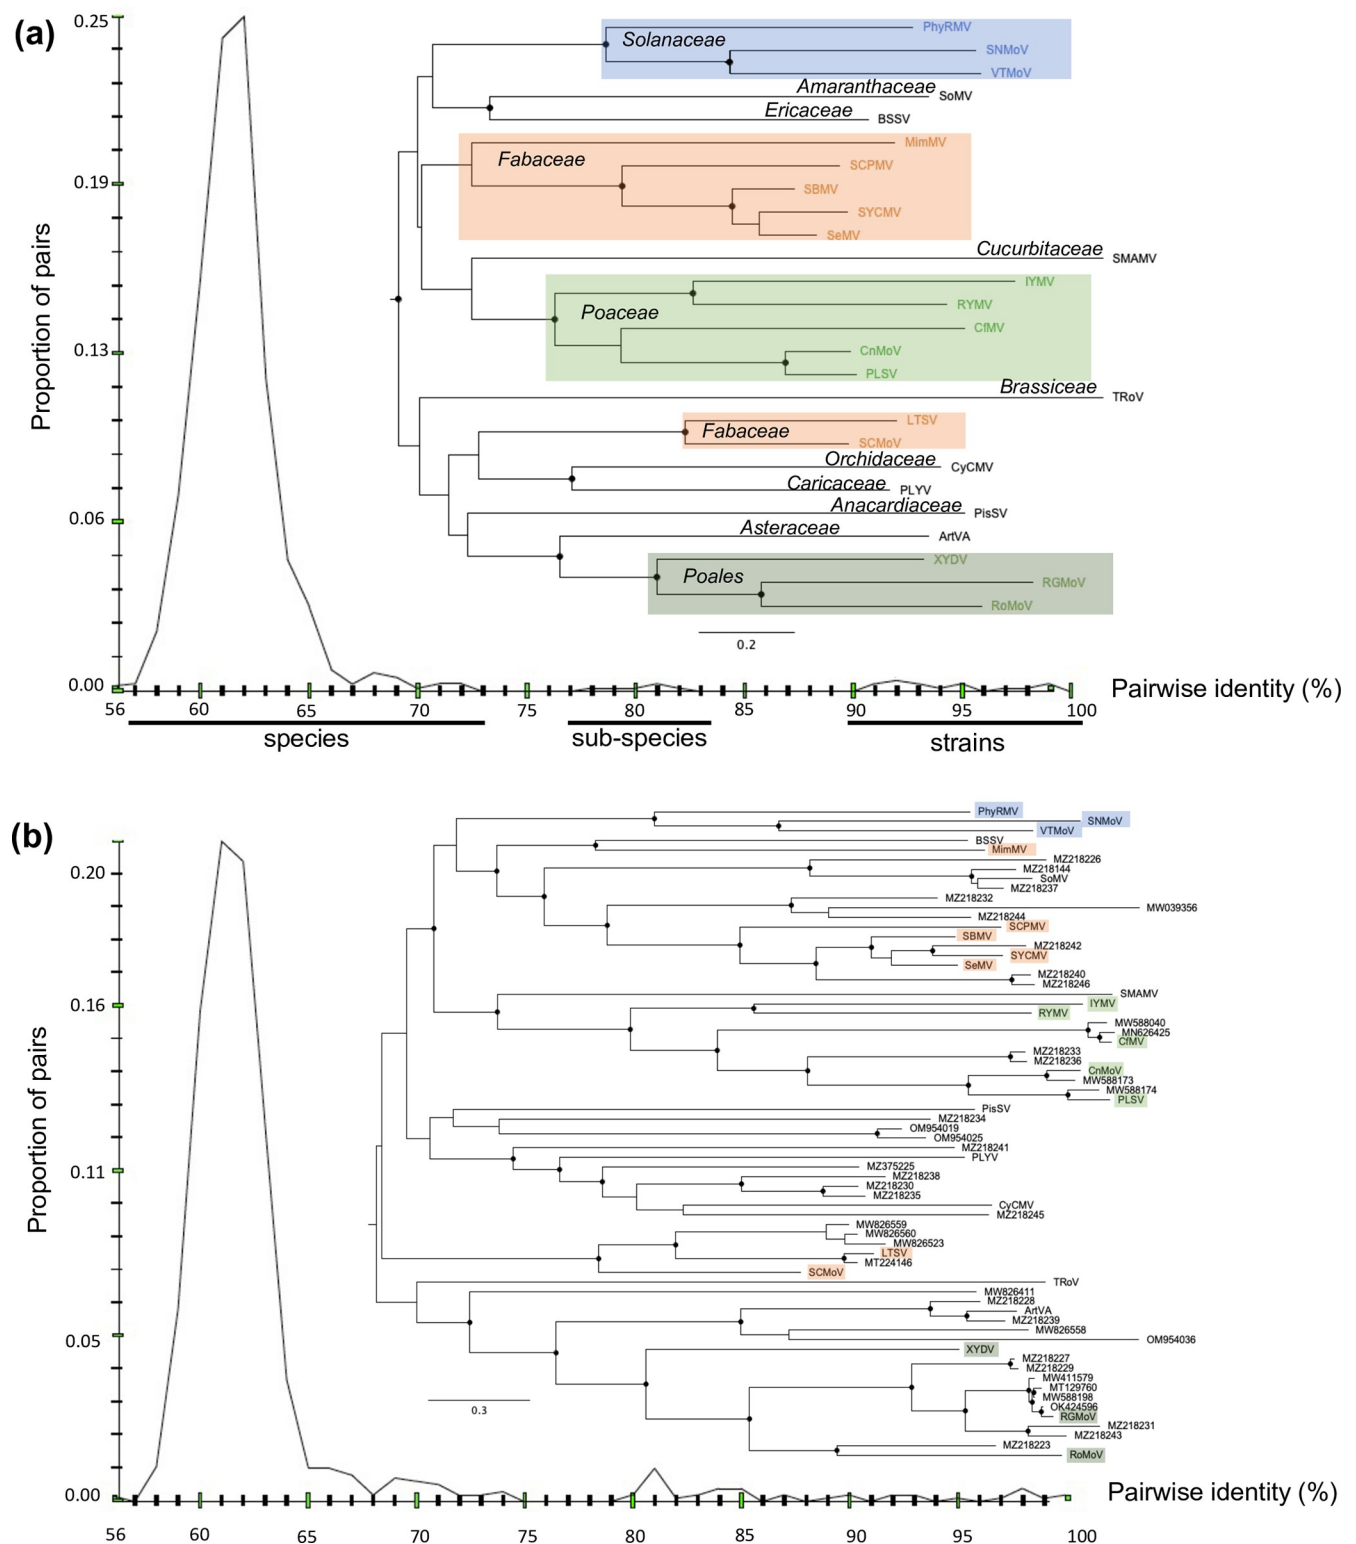 (a)
0.25
0.19
0.13
0.06
0.00
Proportion of pairs
Solanaceae
PhyRMV
SNMoV
VTMoV
Amaranthaceae SoMV
Ericaceae BSSV
Fabaceae
MimMV
SCPMV
SBMV
SYCMV
SeMV
Cucurbitaceae SMAMV
Poaceae
IYMV
RYMV
CfMV
CnMoV
PLSV
Brassiceae TRoV
Fabaceae
LTSV
SCMoV
Orchidaceae CyCMV
Caricaceae PLYV
Anacardiaceae PisSV
Asteraceae ArtVA
Poales
XYDV
RGMoV
RoMoV
0.2
56 60 65 70 75 80 85 90 95 100
Pairwise identity (%)
species sub-species strains
(b)
0.20
0.16
0.11
0.05
0.00
Proportion of pairs
PhyRMV
SNMoV
VTMoV
BSSV
MimMV
MZ218226
MZ218144
SoMV
MZ218237
MZ218232
MW039356
MZ218244
SCPMV
SBMV
MZ218242
SYCMV
SeMV
MZ218240
MZ218246
SMAMV
IYMV
RYMV
MW588040
MN626425
CfMV
MZ218233
MZ218236
CnMoV
MW588173
MW588174
PLSV
PisSV
MZ218234
OM954019
OM954025
MZ218241
PLYV
MZ375225
MZ218238
MZ218230
MZ218235
CyCMV
MZ218245
MW826559
MW826560
MW826523
LTSV
MT224146
SCMoV
TRoV
MW826411
MZ218228
ArtVA
MZ218239
MW826558
OM954036
XYDV
MZ218227
MZ218229
MW411579
MT129760
MW588198
OK424596
RGMoV
MZ218231
MZ218243
MZ218223
RoMoV
0.3
56 60 65 70 75 80 85 90 95 100
Pairwise identity (%)